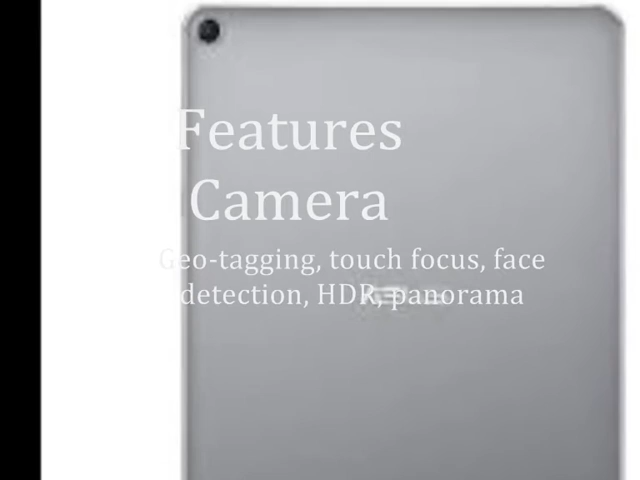 Features
Camera
Geo-tagging, touch focus, face
detection, HDR, panorama